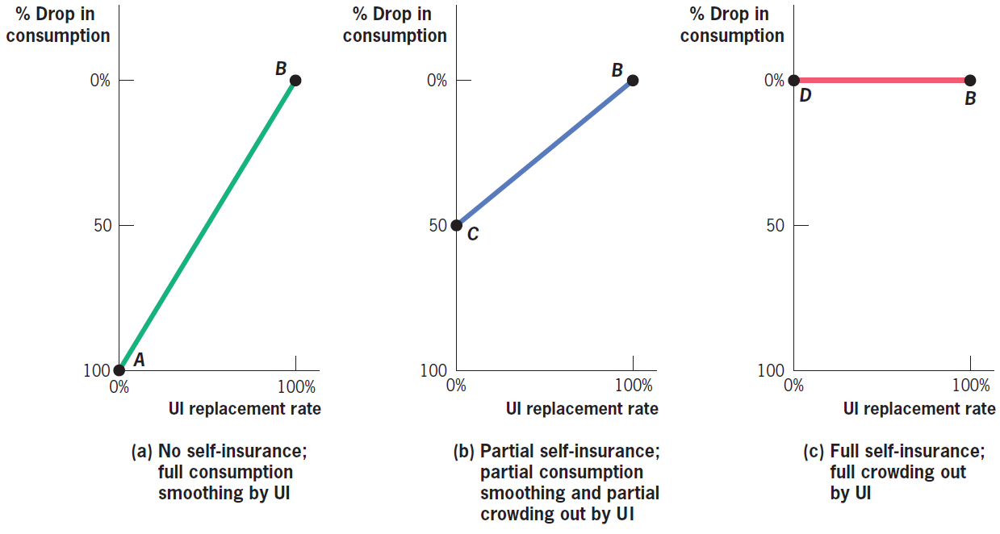 % Drop in
consumption
B
0%
50
A
100
0%
100%
UI replacement rate
(a) No self-insurance;
full consumption
smoothing by UI
% Drop in
consumption
B
0%
50
C
100
0%
100%
UI replacement rate
(b) Partial self-insurance;
partial consumption
smoothing and partial
crowding out by UI
% Drop in
consumption
0%
D
B
50
100
0%
100%
UI replacement rate
(c) Full self-insurance;
full crowding out
by UI